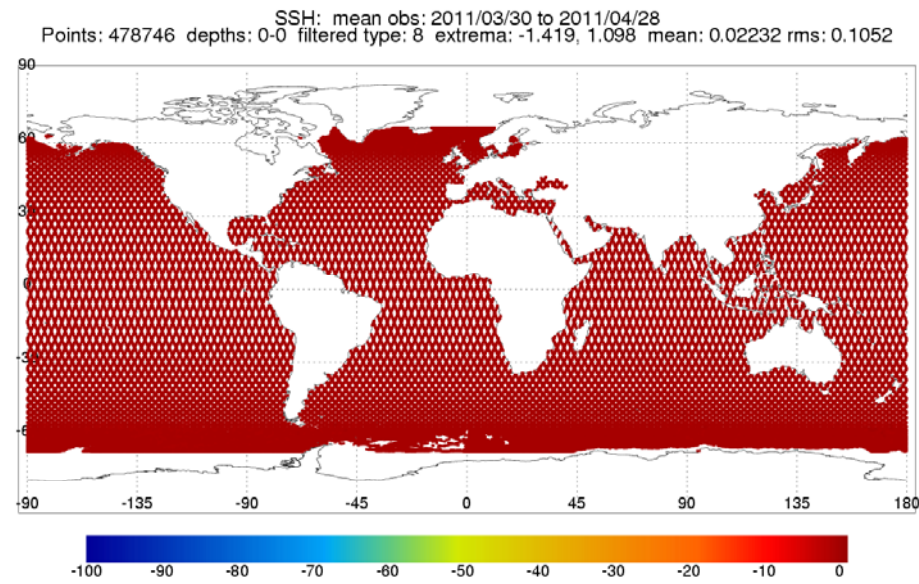 SSH: mean obs: 2011/03/30 to 2011/04/28
Points: 478746 depths: 0-0 filtered type: 8 extrema: -1.419, 1.098 mean: 0.02232 rms: 0.1052
90
60
30
0
-30
-90 -135 -90 -45 0 45 90 135 180
-100 -90 -80 -70 -60 -50 -40 -30 -20 -10 0